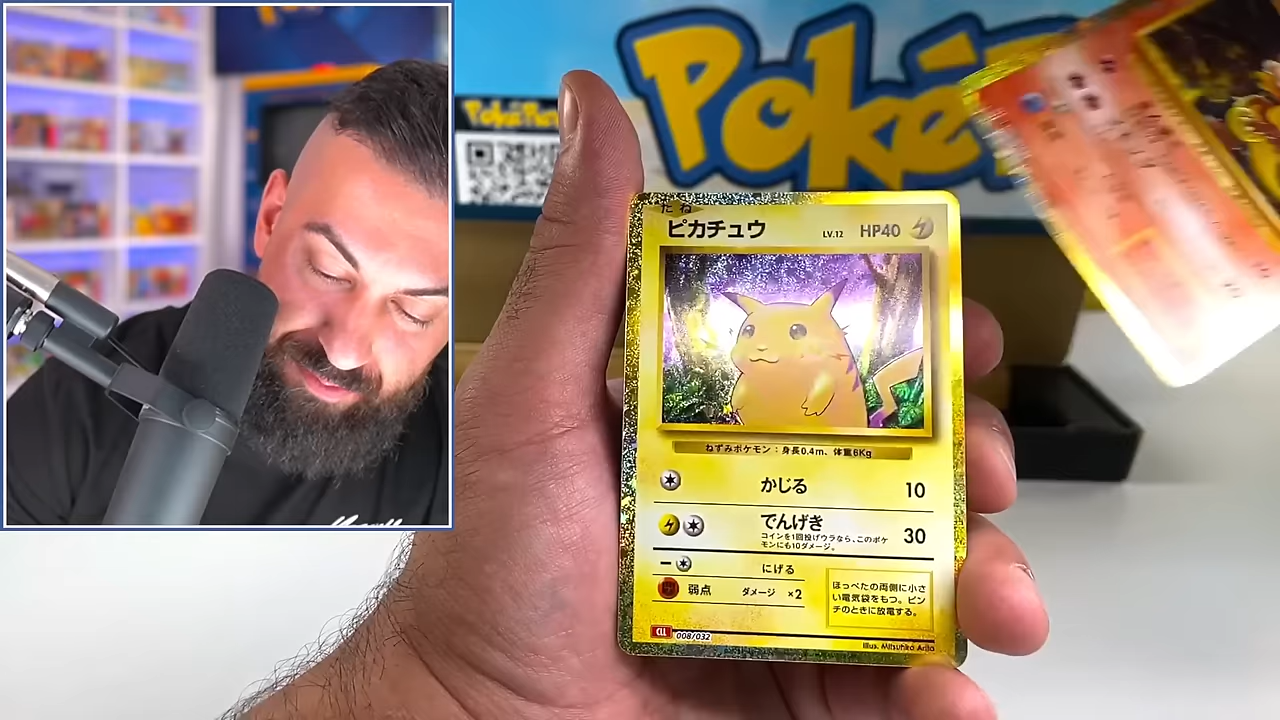 Poké
たね
ピカチュウ LV.12 HP40
ねずみポケモン：身長0.4m、体重6Kg
かじる 10
でんげき 30
コインを1回投げウラなら、このポケ
モンにも10ダメージ。
にげる
弱点 ダメージ ×2
ほっぺたの両側に小さ
い電気袋をもつ。ピン
チのときに放電する。
CLL 008/032
Illus. Mitsuhiro Arita